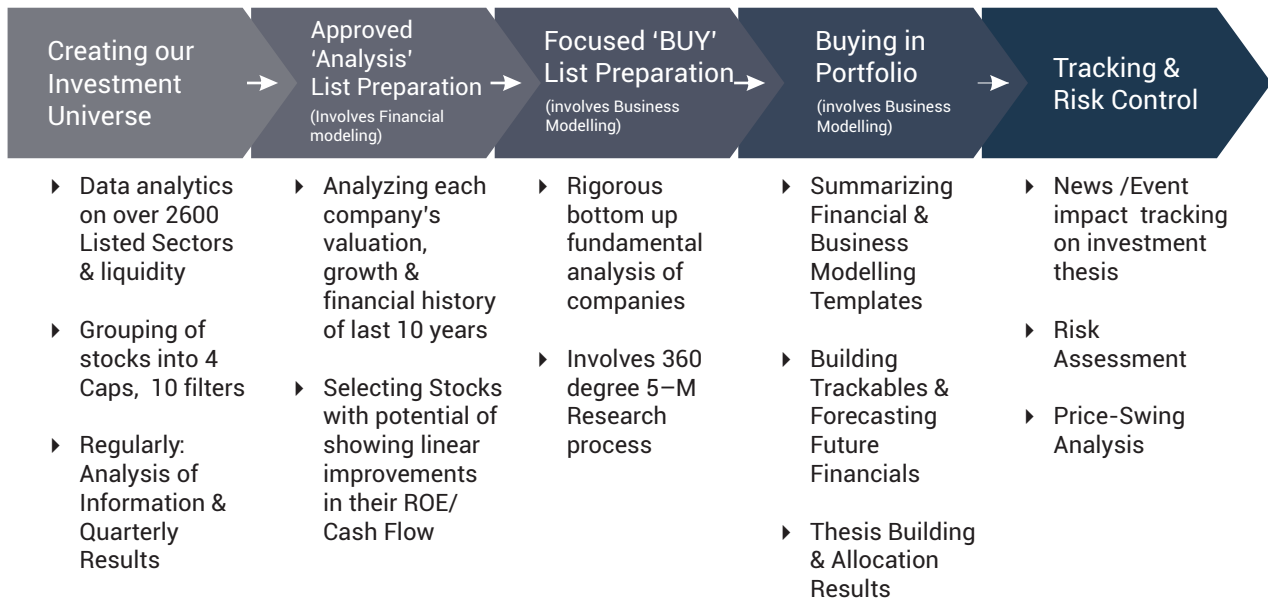 Creating our
Investment
Universe
Approved
‘Analysis’
List Preparation
(Involves Financial
modeling)
Focused ‘BUY’
List Preparation
(involves Business
Modelling)
Buying in
Portfolio
(involves Business
Modelling)
Tracking &
Risk Control
Data analytics
on over 2600
Listed Sectors
& liquidity
Grouping of
stocks into 4
Caps, 10 filters
Regularly:
Analysis of
Information &
Quarterly
Results
Analyzing each
company's
valuation,
growth &
financial history
of last 10 years
Selecting Stocks
with potential of
showing linear
improvements
in their ROE/
Cash Flow
Rigorous
bottom up
fundamental
analysis of
companies
Involves 360
degree 5–M
Research
process
Summarizing
Financial &
Business
Modelling
Templates
Building
Trackables &
Forecasting
Future
Financials
Thesis Building
& Allocation
Results
News /Event
impact tracking
on investment
thesis
Risk
Assessment
Price-Swing
Analysis